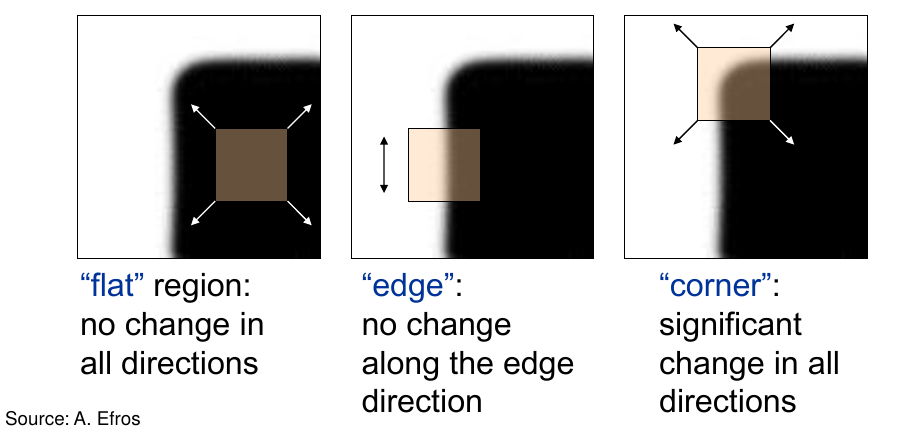 “flat” region:
no change in
all directions
“edge”:
no change
along the edge
direction
“corner”:
significant
change in all
directions
Source: A. Efros